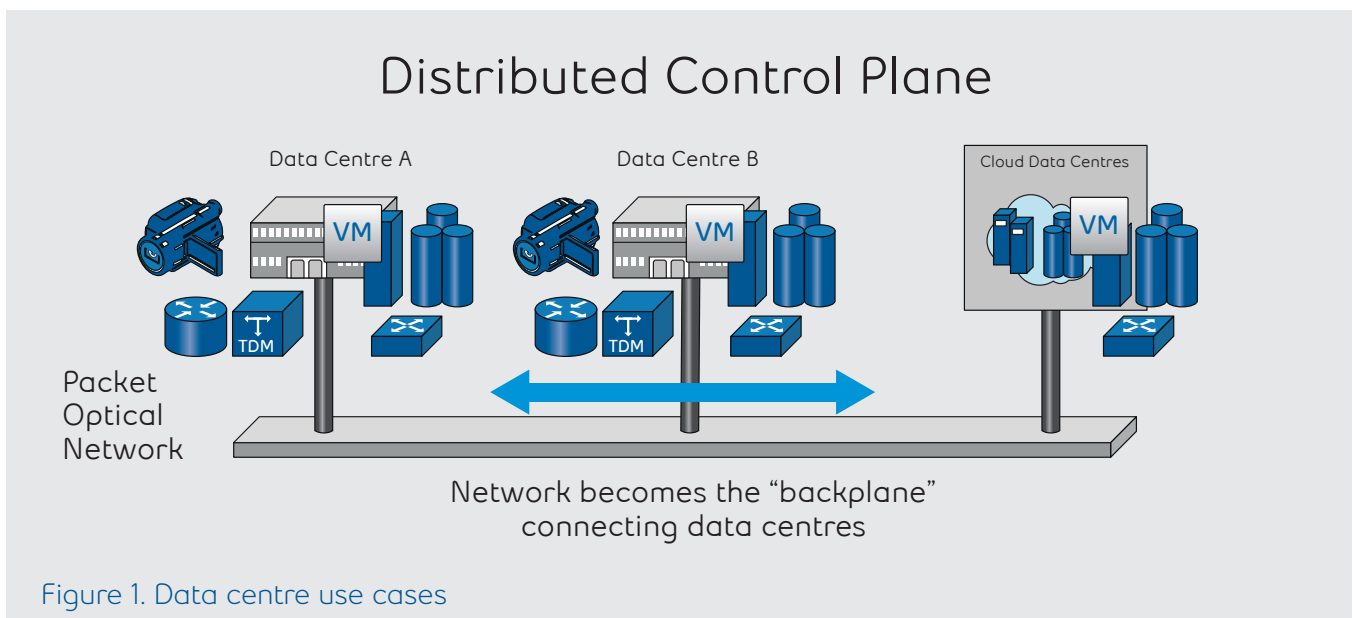 Distributed Control Plane
Data Centre A
Data Centre B
Cloud Data Centres
VM
VM
VM
TDM
TDM
Packet
Optical
Network
Network becomes the “backplane”
connecting data centres
Figure 1. Data centre use cases